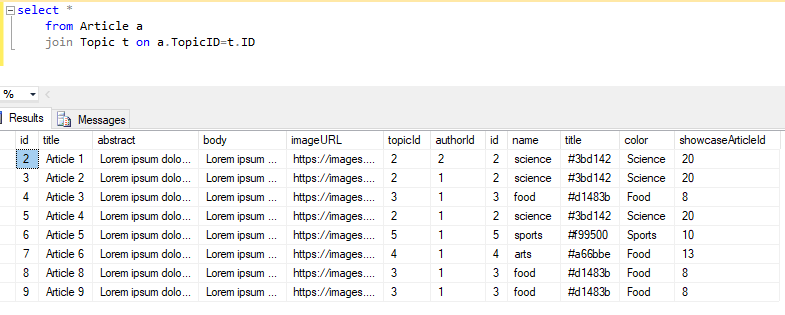 select *
from Article a
join Topic t on a.TopicID=t.ID
%
Results Messages
id title abstract body imageURL topicId authorId id name title color showcaseArticleId
2 Article 1 Lorem ipsum dolo... Lorem ipsum ... https://images.... 2 2 2 science #3bd142 Science 20
3 Article 2 Lorem ipsum dolo... Lorem ipsum ... https://images.... 2 1 2 science #3bd142 Science 20
4 Article 3 Lorem ipsum dolo... Lorem ipsum ... https://images.... 3 1 3 food #d1483b Food 8
5 Article 4 Lorem ipsum dolo... Lorem ipsum ... https://images.... 2 1 2 science #3bd142 Science 20
6 Article 5 Lorem ipsum dolo... Lorem ipsum ... https://images.... 5 1 5 sports #f99500 Sports 10
7 Article 6 Lorem ipsum dolo... Lorem ipsum ... https://images.... 4 1 4 arts #a66bbe Food 13
8 Article 8 Lorem ipsum dolo... Lorem ipsum ... https://images.... 3 1 3 food #d1483b Food 8
9 Article 9 Lorem ipsum dolo... Lorem ipsum ... https://images.... 3 1 3 food #d1483b Food 8